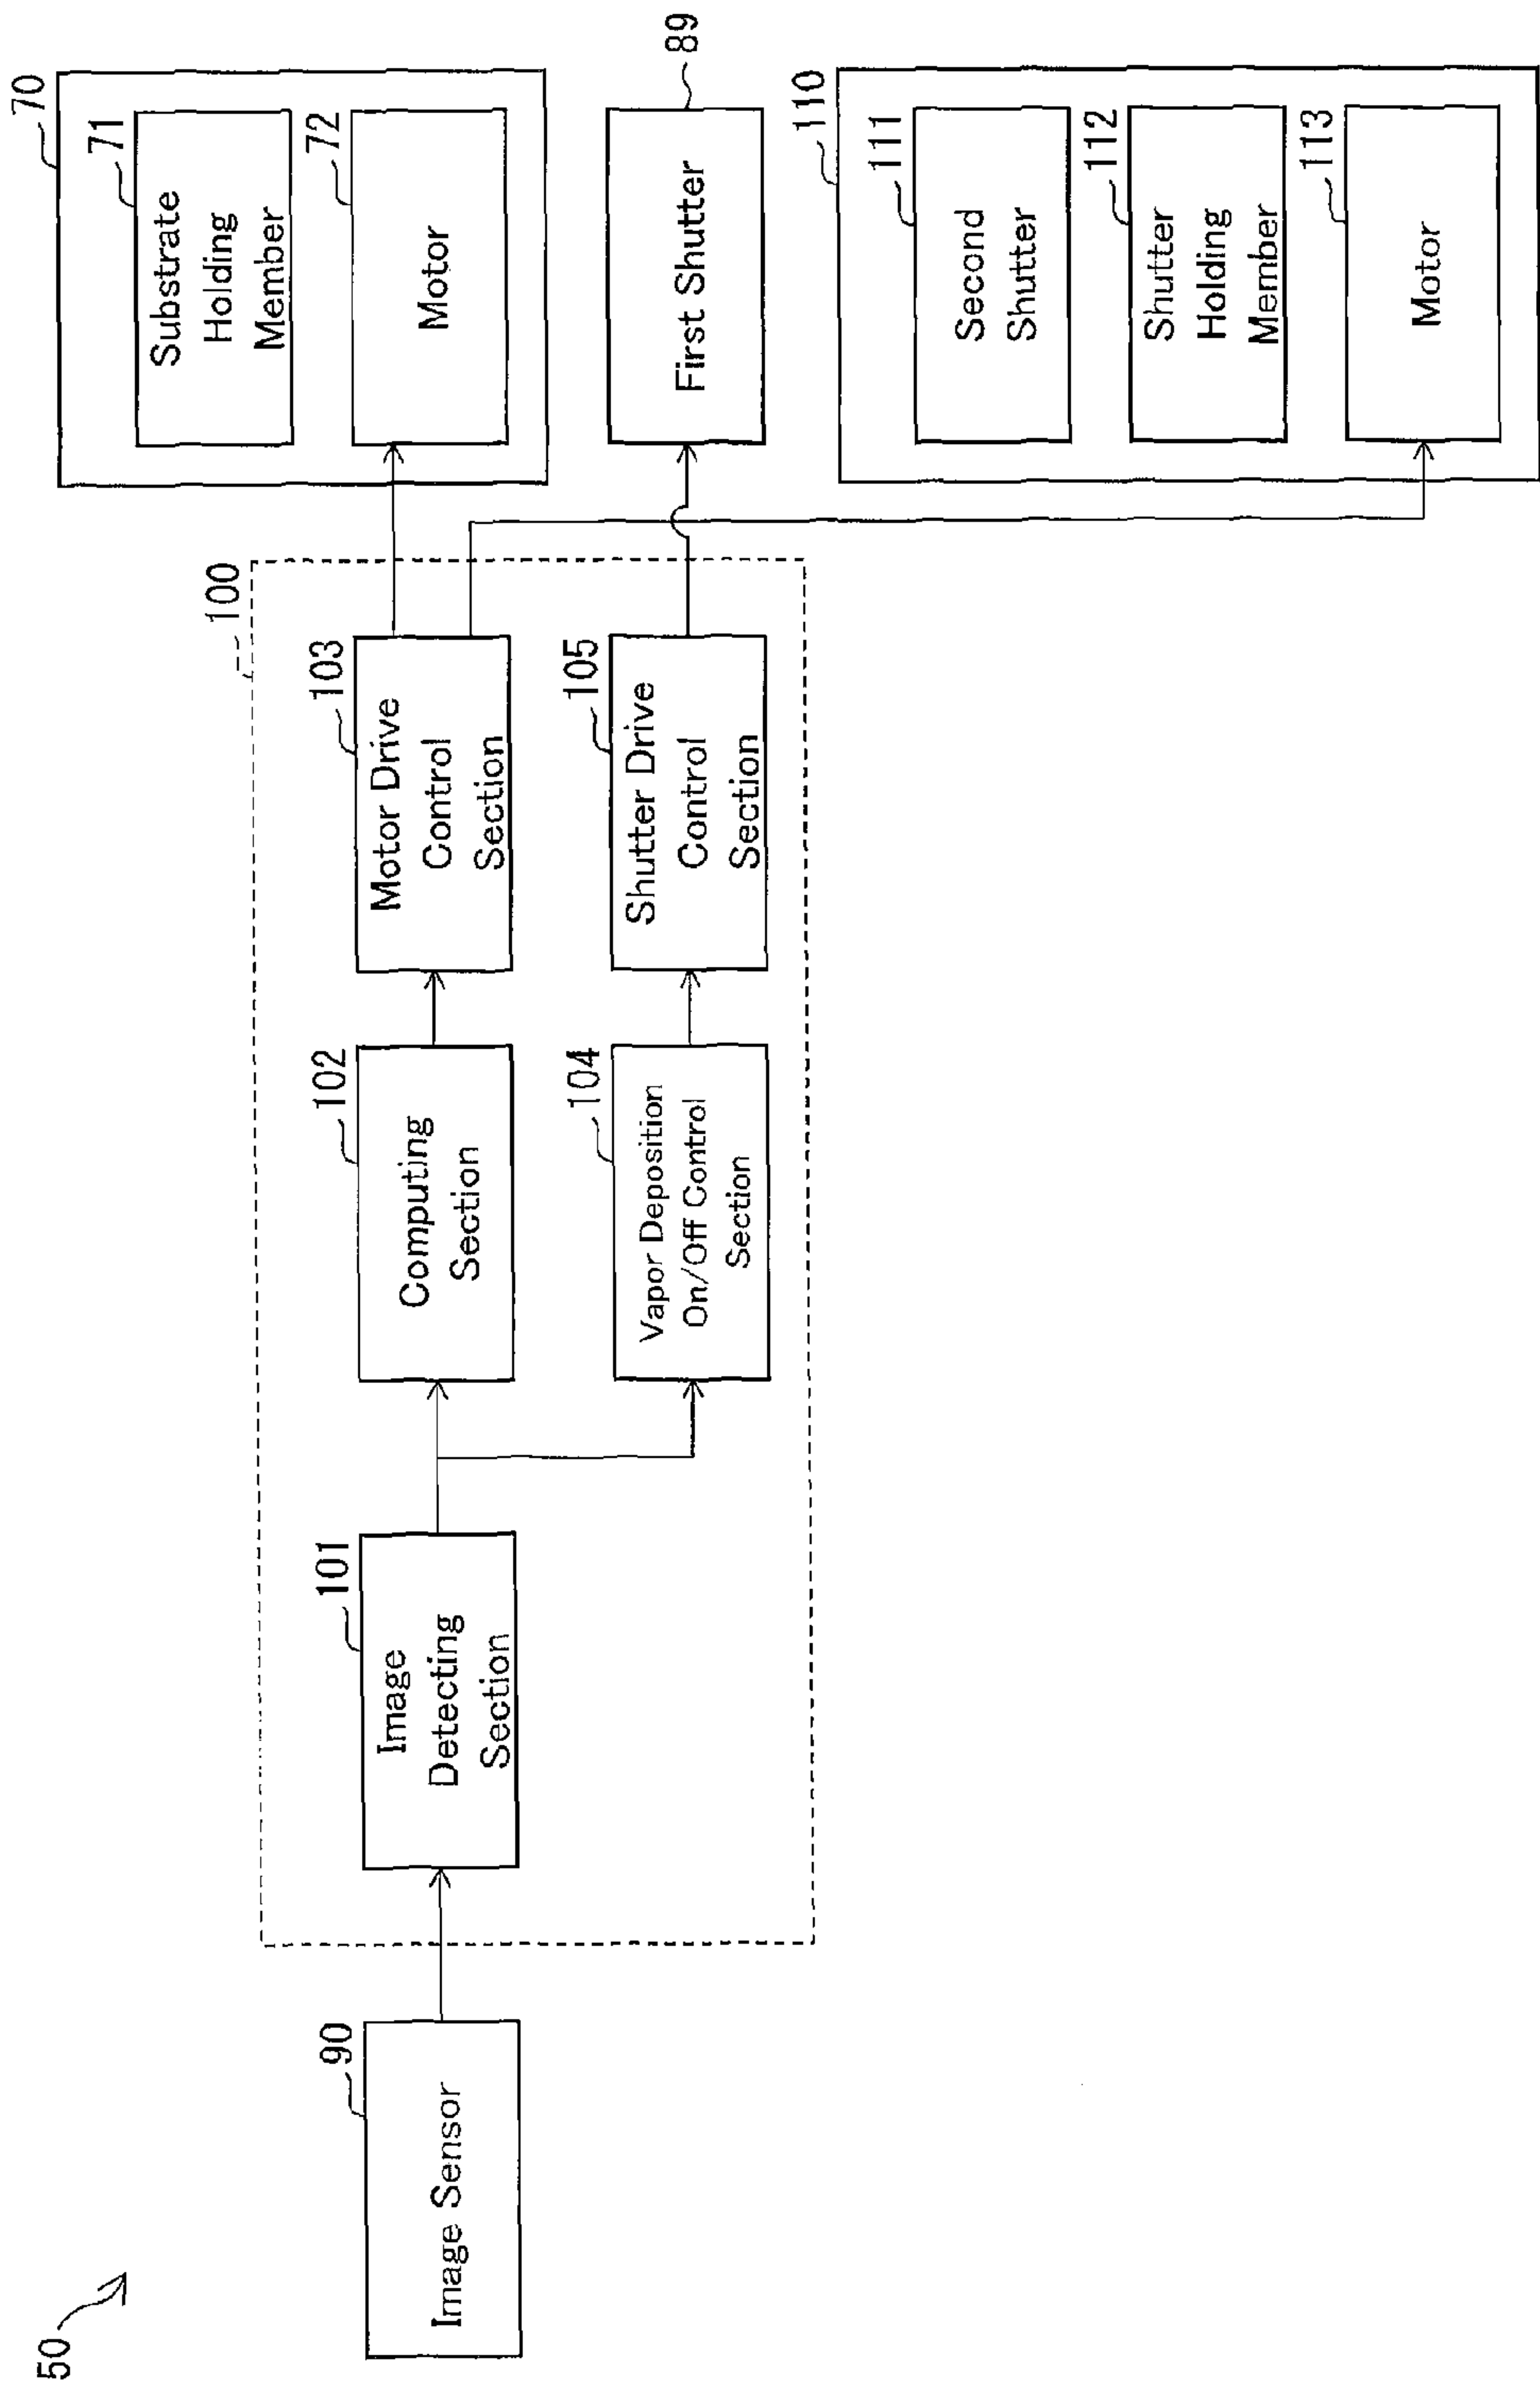 50
90
Image Sensor
100
101
Image
Detecting
Section
102
Computing
Section
103
Motor Drive
Control
Section
104
Vapor Deposition
On/Off Control
Section
105
Shutter Drive
Control
Section
70
71
Substrate
Holding
Member
72
Motor
First Shutter
89
110
111
Second
Shutter
112
Shutter
Holding
Member
113
Motor